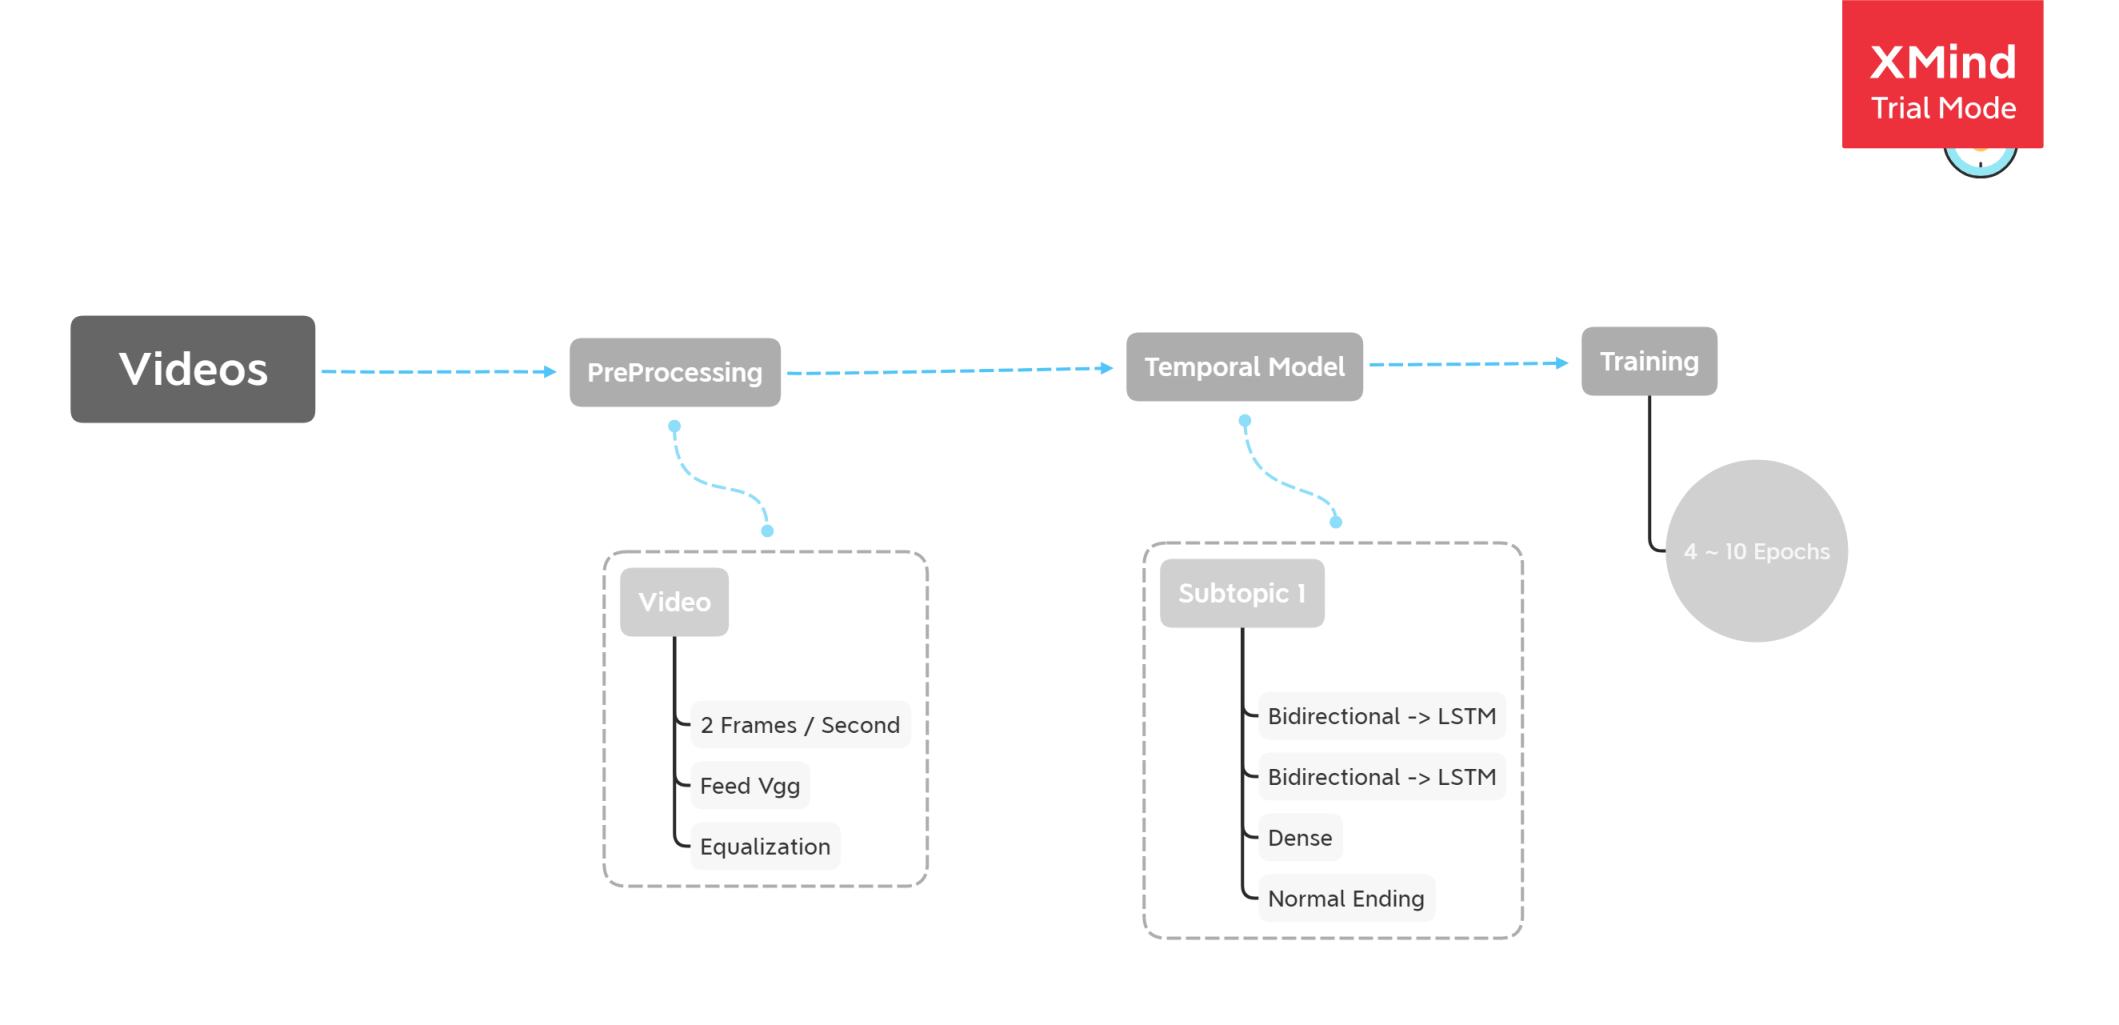 XMind
Trial Mode
Videos
PreProcessing
Temporal Model
Training
4 ~ 10 Epochs
Video
2 Frames / Second
Feed Vgg
Equalization
Subtopic 1
Bidirectional -> LSTM
Bidirectional -> LSTM
Dense
Normal Ending